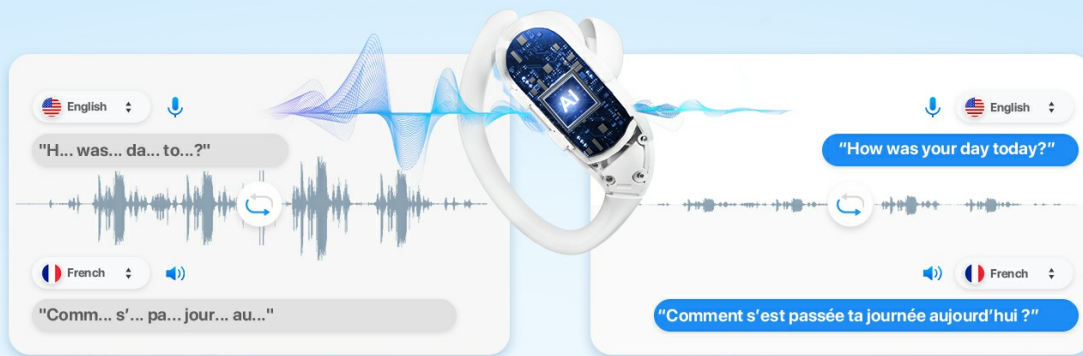 English
"H... was... da... to...?"
French
"Comm... s'... pa... jour... au..."
AI
English
“How was your day today?”
French
“Comment s’est passée ta journée aujourd’hui ?”